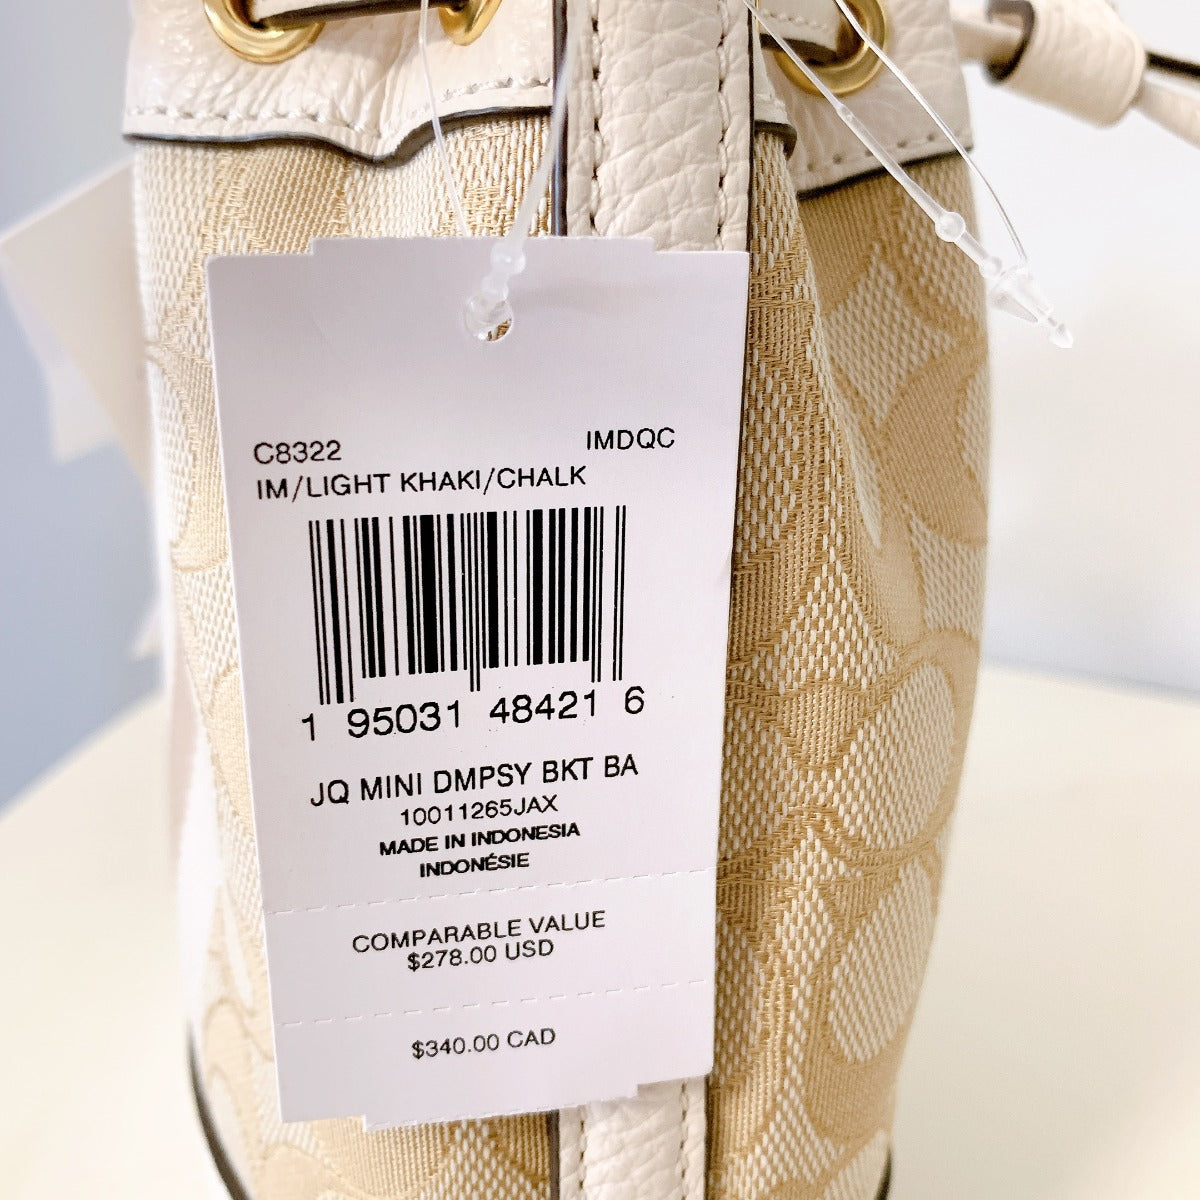 C8322 IMDQC
IM/LIGHT KHAKI/CHALK
1 95031 48421 6
JQ MINI DMPSY BKT BA
10011265JAX
MADE IN INDONESIA
INDONÉSIE
COMPARABLE VALUE
$278.00 USD
$340.00 CAD